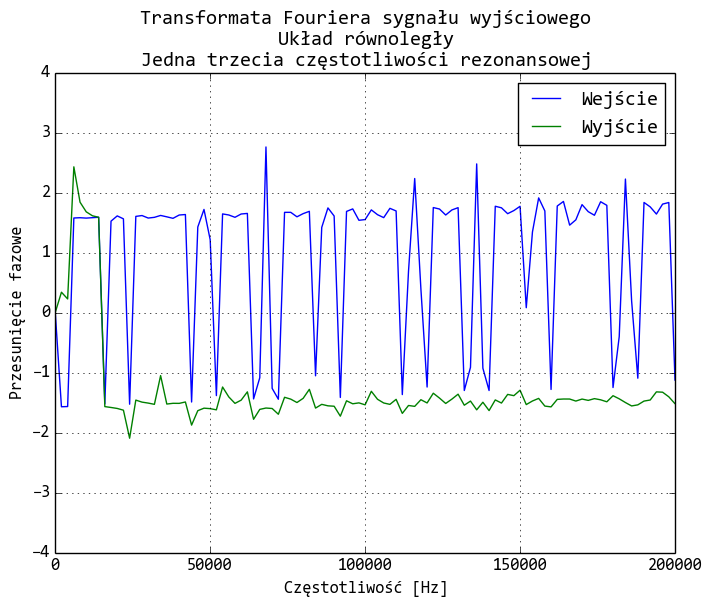 Transformata Fouriera sygnału wyjściowego
Układ równoległy
Jedna trzecia częstotliwości rezonansowej
Wejście
Wyjście
Przesunięcie fazowe
4
3
2
1
0
−1
−2
−3
−4
0 50000 100000 150000 200000
Częstotliwość [Hz]